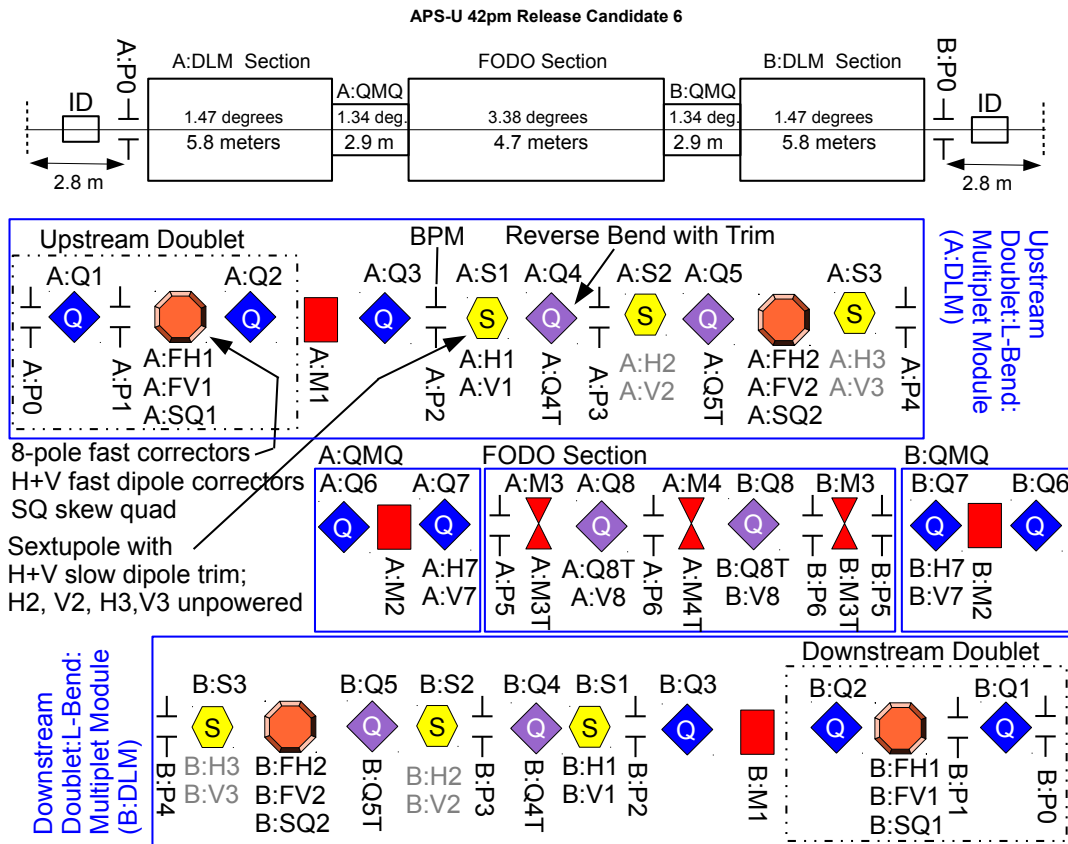 APS-U 42pm Release Candidate 6
A:P0
A:DLM Section
FODO Section
B:DLM Section
B:P0
ID
A:QMQ
B:QMQ
ID
1.47 degrees
1.34 deg.
3.38 degrees
1.34 deg.
1.47 degrees
5.8 meters
2.9 m
4.7 meters
2.9 m
5.8 meters
2.8 m
2.8 m
Upstream Doublet
BPM
Reverse Bend with Trim
A:Q1
A:Q2
A:Q3
A:S1
A:Q4
A:S2
A:Q5
A:S3
Q
Q
Q
S
Q
S
Q
S
A:P0
A:P1
A:FH1
A:FV1
A:SQ1
A:M1
A:P2
A:H1
A:V1
A:Q4T
A:P3
A:H2
A:V2
A:Q5T
A:FH2
A:FV2
A:SQ2
A:H3
A:V3
A:P4
Upstream
Doublet:L-Bend:
Multiplet Module
(A:DLM)
8-pole fast correctors
H+V fast dipole correctors
SQ skew quad
Sextupole with
H+V slow dipole trim;
H2, V2, H3,V3 unpowered
A:QMQ
A:Q6
A:Q7
Q
Q
A:M2
A:H7
A:V7
FODO Section
A:M3
A:Q8
A:M4
B:Q8
B:M3
Q
Q
A:P5
A:M3T
A:Q8T
A:V8
A:P6
A:M4T
B:Q8T
B:V8
B:P6
B:M3T
B:P5
B:QMQ
B:Q7
B:Q6
Q
Q
B:H7
B:V7
B:M2
Downstream
Doublet:L-Bend:
Multiplet Module
(B:DLM)
Downstream Doublet
B:S3
B:Q5
B:S2
B:Q4
B:S1
B:Q3
B:Q2
B:Q1
S
Q
S
Q
S
Q
Q
Q
B:P4
B:H3
B:V3
B:FH2
B:FV2
B:SQ2
B:Q5T
B:H2
B:V2
B:P3
B:Q4T
B:H1
B:V1
B:P2
B:M1
B:FH1
B:FV1
B:SQ1
B:P1
B:P0